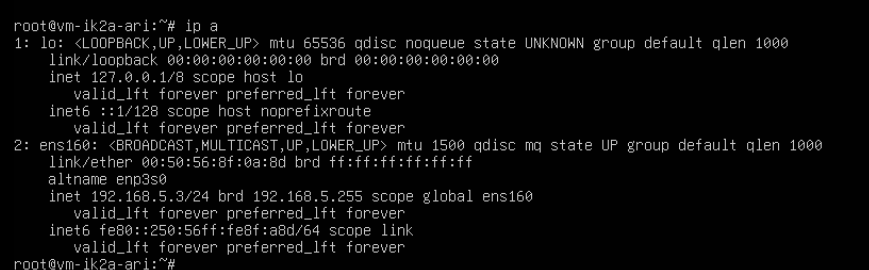 root@vm-ik2a-ari:~# ip a
1: lo: <LOOPBACK,UP,LOWER_UP> mtu 65536 qdisc noqueue state UNKNOWN group default qlen 1000
    link/loopback 00:00:00:00:00:00 brd 00:00:00:00:00:00
    inet 127.0.0.1/8 scope host lo
       valid_lft forever preferred_lft forever
    inet6 ::1/128 scope host noprefixroute
       valid_lft forever preferred_lft forever
2: ens160: <BROADCAST,MULTICAST,UP,LOWER_UP> mtu 1500 qdisc mq state UP group default qlen 1000
    link/ether 00:50:56:8f:0a:8d brd ff:ff:ff:ff:ff:ff
    altname enp3s0
    inet 192.168.5.3/24 brd 192.168.5.255 scope global ens160
       valid_lft forever preferred_lft forever
    inet6 fe80::250:56ff:fe8f:a8d/64 scope link
       valid_lft forever preferred_lft forever
root@vm-ik2a-ari:~#